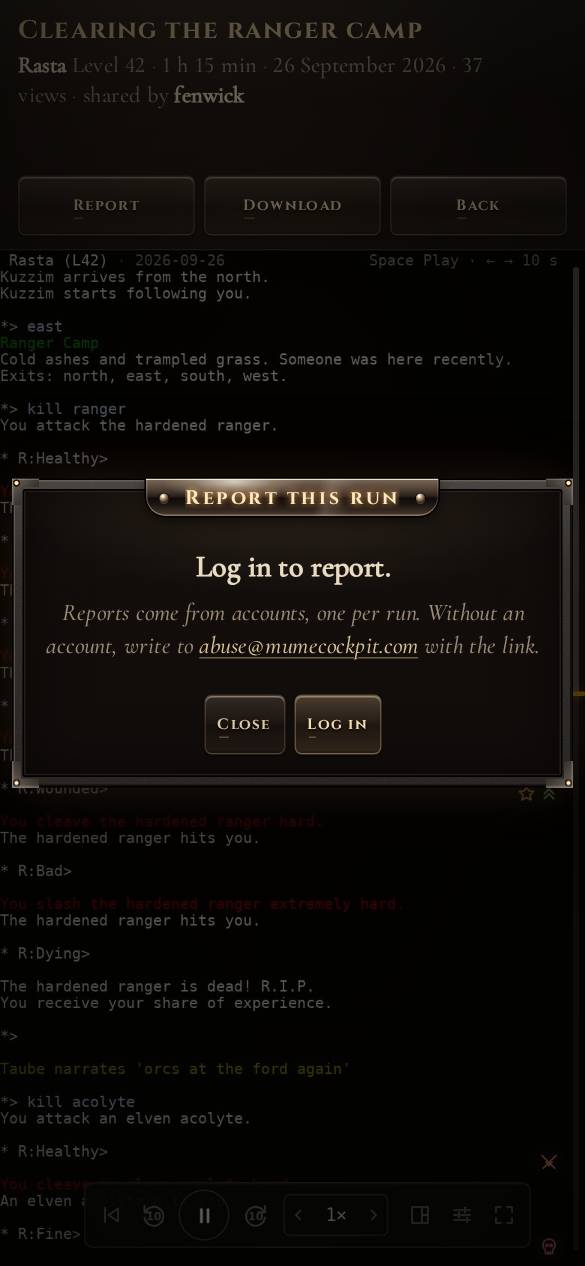 Clearing the ranger camp
Rasta Level 42 · 1 h 15 min · 26 September 2026 · 37
views · shared by fenwick
Report
Download
Back
Rasta (L42) · 2026-09-26
Space Play · ← → 10 s
Kuzzim arrives from the north.
Kuzzim starts following you.
*> east
Ranger Camp
Cold ashes and trampled grass. Someone was here recently.
Exits: north, east, south, west.
*> kill ranger
You attack the hardened ranger.
* R:Healthy>
Report this run
Log in to report.
Reports come from accounts, one per run. Without an
account, write to abuse@mumecockpit.com with the link.
Close
Log in
* R:Wounded>
You cleave the hardened ranger hard.
The hardened ranger hits you.
* R:Bad>
You slash the hardened ranger extremely hard.
The hardened ranger hits you.
* R:Dying>
The hardened ranger is dead! R.I.P.
You receive your share of experience.
*>
Taube narrates 'orcs at the ford again'
*> kill acolyte
You attack an elven acolyte.
* R:Healthy>
You cleave
An elven
* R:Fine>
10
10
1×